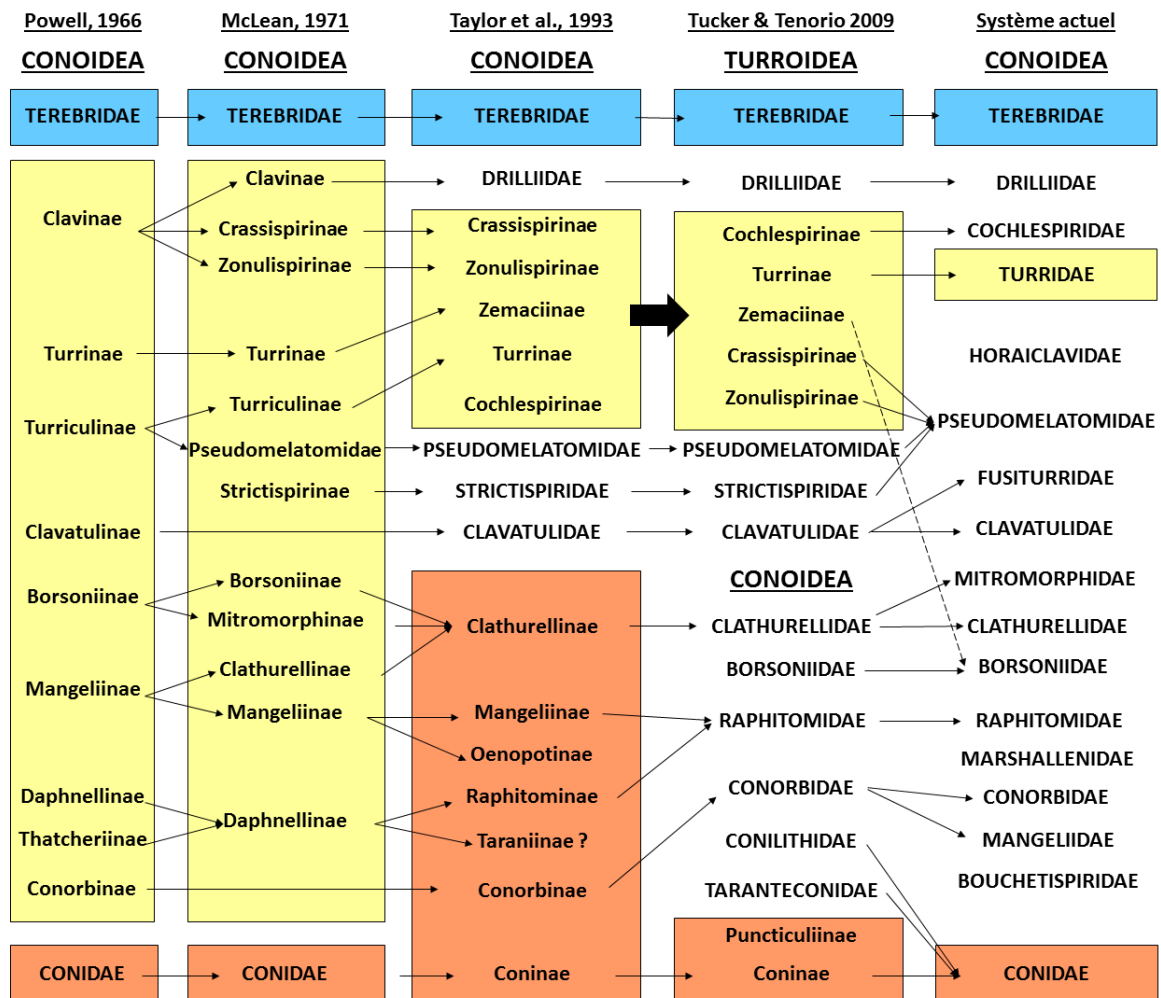 Powell, 1966
CONOIDEA
TEREBRIDAE
Clavinae
Turrinae
Turriculinae
Clavatulinae
Borsoniinae
Mangeliinae
Daphnellinae
Thatcheriinae
Conorbinae
CONIDAE
McLean, 1971
CONOIDEA
TEREBRIDAE
Clavinae
Crassispirinae
Zonulispirinae
Turrinae
Turriculinae
Pseudomelatomidae
Strictispirinae
Borsoniinae
Mitromorphinae
Clathurellinae
Mangeliinae
Daphnellinae
CONIDAE
Taylor et al., 1993
CONOIDEA
TEREBRIDAE
DRILLIIDAE
Crassispirinae
Zonulispirinae
Zemaciinae
Turrinae
Cochlespirinae
PSEUDOMELATOMIDAE
STRICTISPIRIDAE
CLAVATULIDAE
Clathurellinae
Mangeliinae
Oenopotinae
Raphitominae
Taraniinae ?
Conorbinae
Coninae
Tucker & Tenorio 2009
TURROIDEA
TEREBRIDAE
DRILLIIDAE
Cochlespirinae
Turrinae
Zemaciinae
Crassispirinae
Zonulispirinae
PSEUDOMELATOMIDAE
STRICTISPIRIDAE
CLAVATULIDAE
CONOIDEA
CLATHURELLIDAE
BORSONIIDAE
RAPHITOMIDAE
CONORBIDAE
CONILITHIDAE
TARANTECONIDAE
Puncticuliinae
Coninae
Système actuel
CONOIDEA
TEREBRIDAE
DRILLIIDAE
COCHLESPIRIDAE
TURRIDAE
HORAICLAVIDAE
PSEUDOMELATOMIDAE
FUSITURRIDAE
CLAVATULIDAE
MITROMORPHIDAE
CLATHURELLIDAE
BORSONIIDAE
RAPHITOMIDAE
MARSHALLENIDAE
CONORBIDAE
MANGELIIDAE
BOUCHETISPIRIDAE
CONIDAE